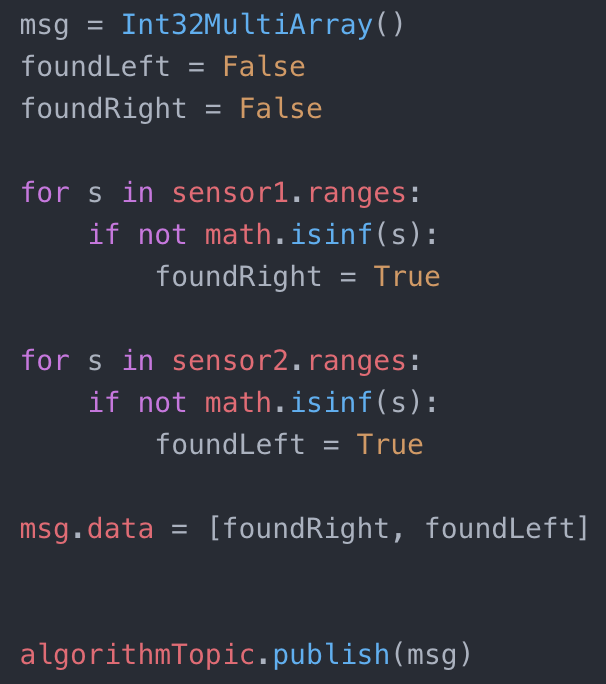 msg = Int32MultiArray()
foundLeft = False
foundRight = False
for s in sensor1.ranges:
    if not math.isinf(s):
        foundRight = True
for s in sensor2.ranges:
    if not math.isinf(s):
        foundLeft = True
msg.data = [foundRight, foundLeft]
algorithmTopic.publish(msg)